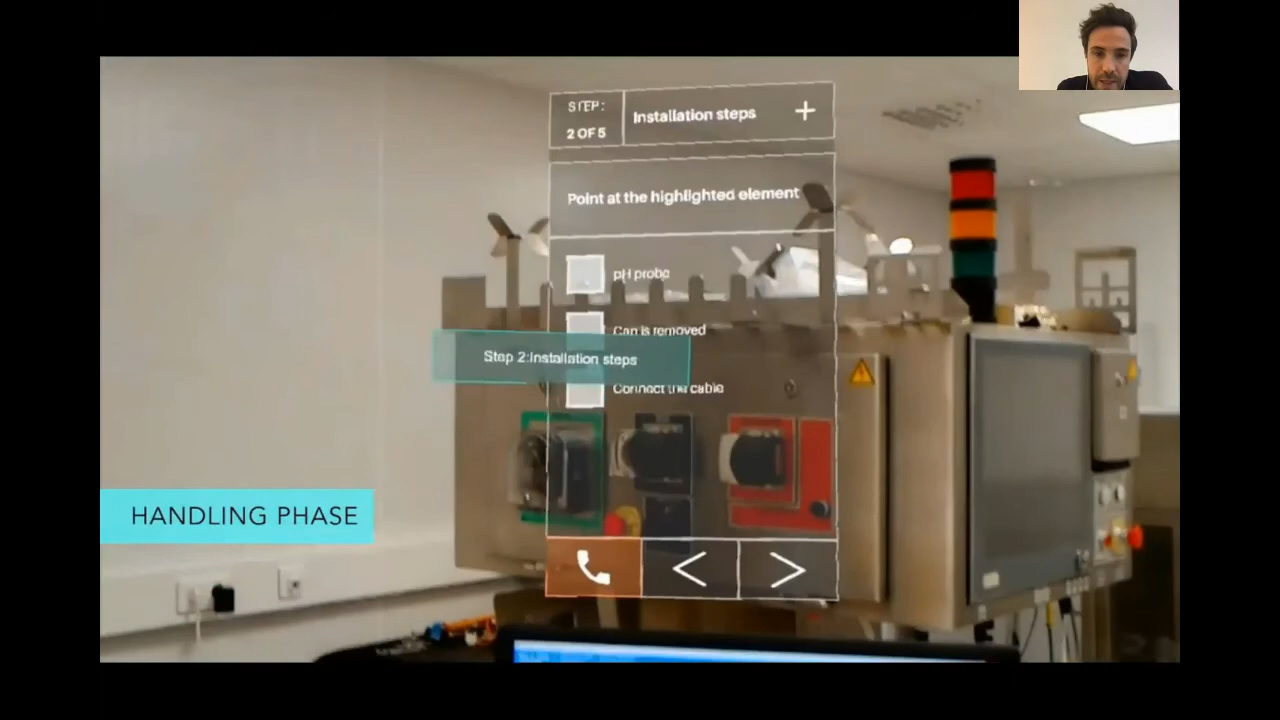 STEP:
2 OF 5
Installation steps
Point at the highlighted element
pH probe
Cap is removed
Step 2:Installation steps
Connect the cable
HANDLING PHASE